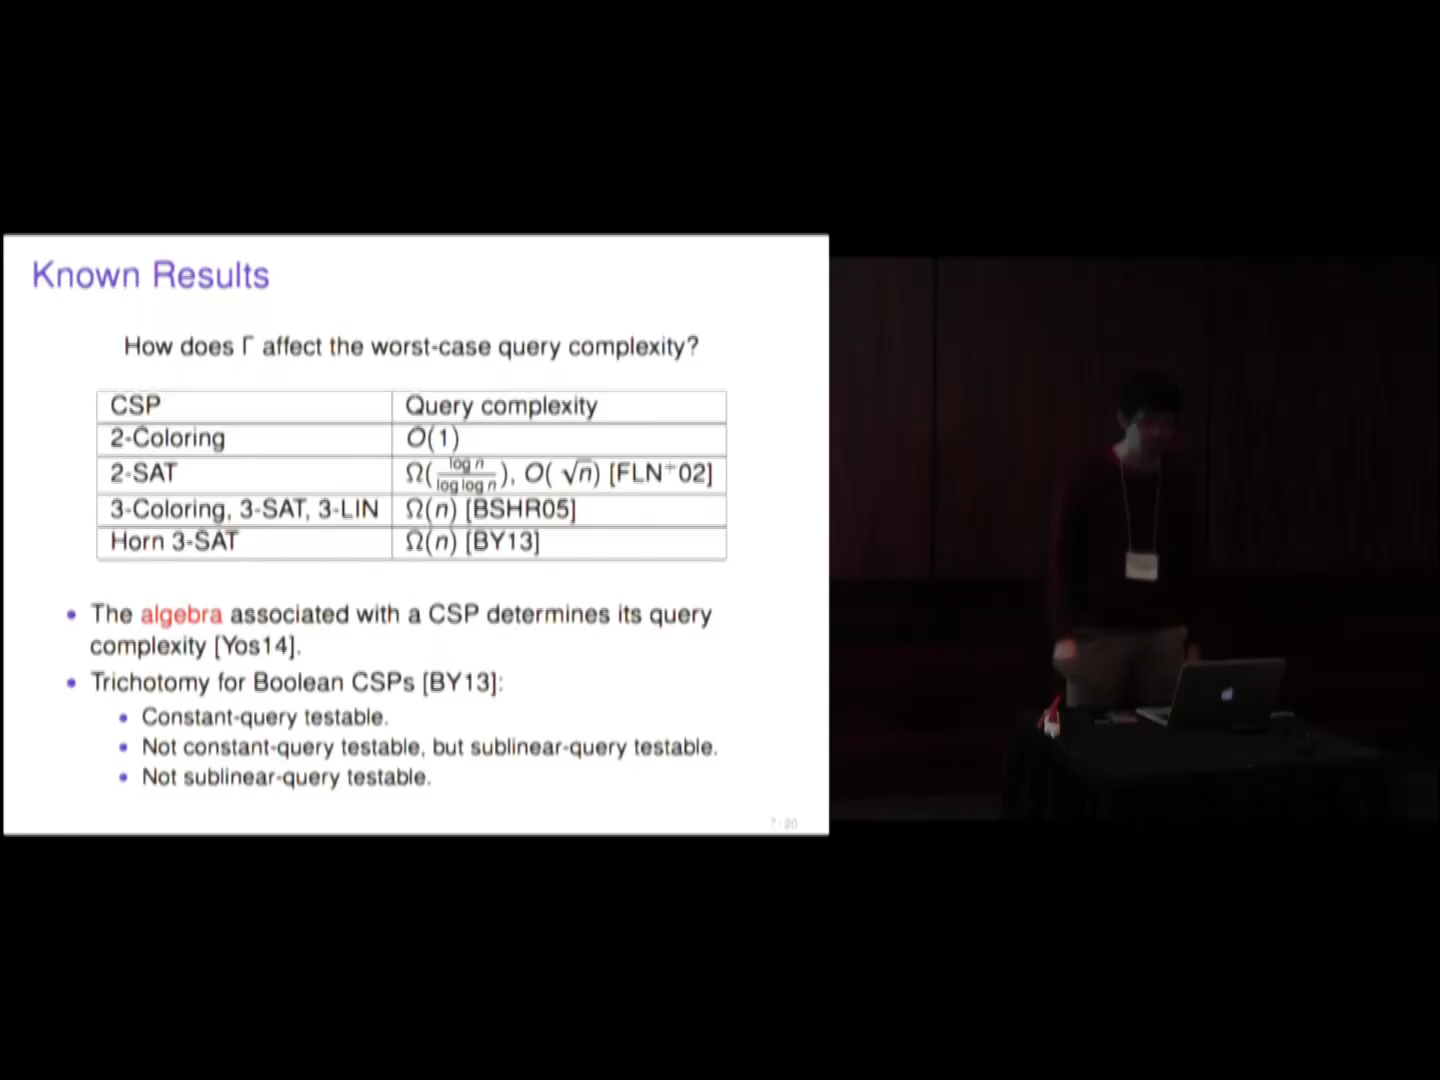 Known Results
How does Γ affect the worst-case query complexity?
CSP Query complexity
2-Coloring O(1)
2-SAT Ω(log n / log log n), O(√n) [FLN+02]
3-Coloring, 3-SAT, 3-LIN Ω(n) [BSHR05]
Horn 3-SAT Ω(n) [BY13]
• The algebra associated with a CSP determines its query
complexity [Yos14].
• Trichotomy for Boolean CSPs [BY13]:
• Constant-query testable.
• Not constant-query testable, but sublinear-query testable.
• Not sublinear-query testable.
7 / 20